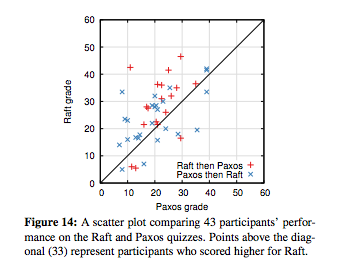 60
50
40
30
20
10
0
Raft grade
Raft then Paxos
Paxos then Raft
0 10 20 30 40 50 60
Paxos grade
Figure 14: A scatter plot comparing 43 participants’ perfor-
mance on the Raft and Paxos quizzes. Points above the diag-
onal (33) represent participants who scored higher for Raft.